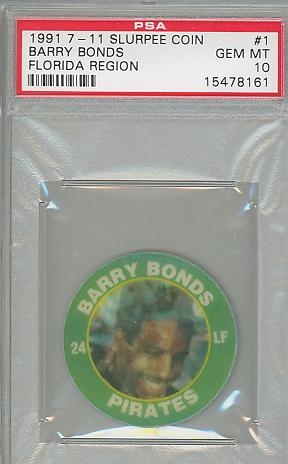 PSA
1991 7-11 SLURPEE COIN #1
BARRY BONDS GEM MT
FLORIDA REGION 10
15478161
BARRY BONDS
24 LF
PIRATES